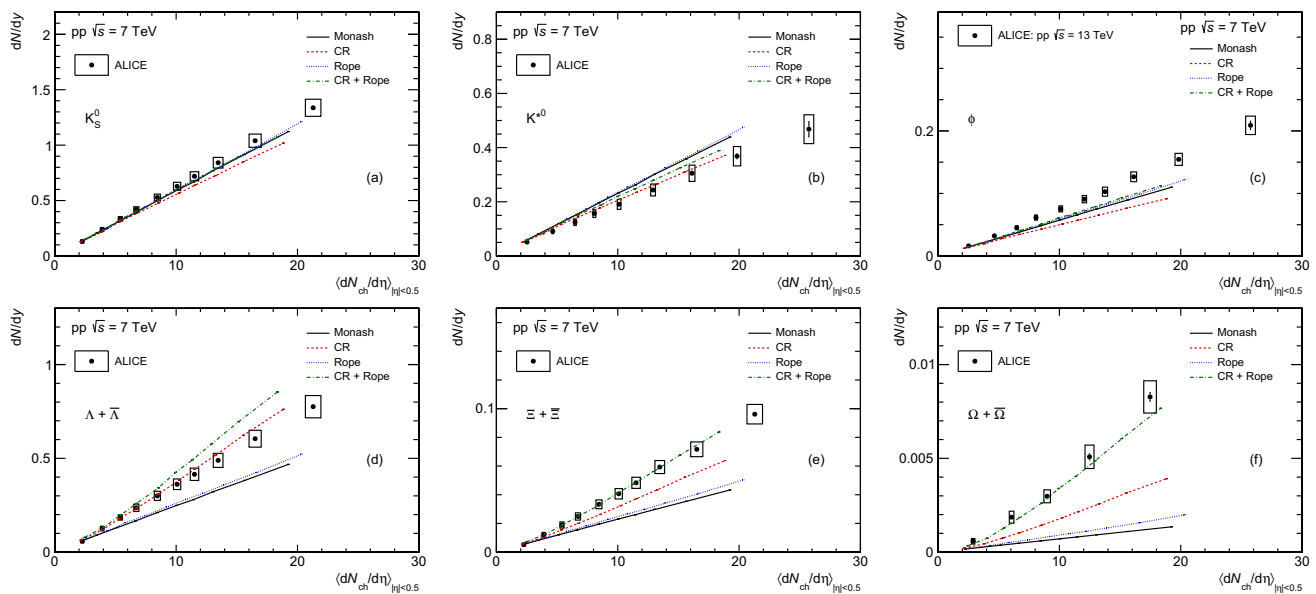 dN/dy
pp √s = 7 TeV
ALICE
Monash
CR
Rope
CR + Rope
K⁰_S
(a)
2
1.5
1
0.5
0
0 10 20 30
⟨dN_ch/dη⟩_|η|<0.5
dN/dy
pp √s = 7 TeV
ALICE
Monash
CR
Rope
CR + Rope
K*⁰
(b)
0.8
0.6
0.4
0.2
0
0 10 20 30
⟨dN_ch/dη⟩_|η|<0.5
dN/dy
ALICE: pp √s = 13 TeV
pp √s = 7 TeV
Monash
CR
Rope
CR + Rope
ϕ
(c)
0.2
0
0 10 20 30
⟨dN_ch/dη⟩_|η|<0.5
dN/dy
pp √s = 7 TeV
ALICE
Monash
CR
Rope
CR + Rope
Λ + Λ̅
(d)
1
0.5
0
0 10 20 30
⟨dN_ch/dη⟩_|η|<0.5
dN/dy
pp √s = 7 TeV
ALICE
Monash
CR
Rope
CR + Rope
Ξ + Ξ̅
(e)
0.1
0
0 10 20 30
⟨dN_ch/dη⟩_|η|<0.5
dN/dy
pp √s = 7 TeV
ALICE
Monash
CR
Rope
CR + Rope
Ω + Ω̅
(f)
0.01
0.005
0
0 10 20 30
⟨dN_ch/dη⟩_|η|<0.5